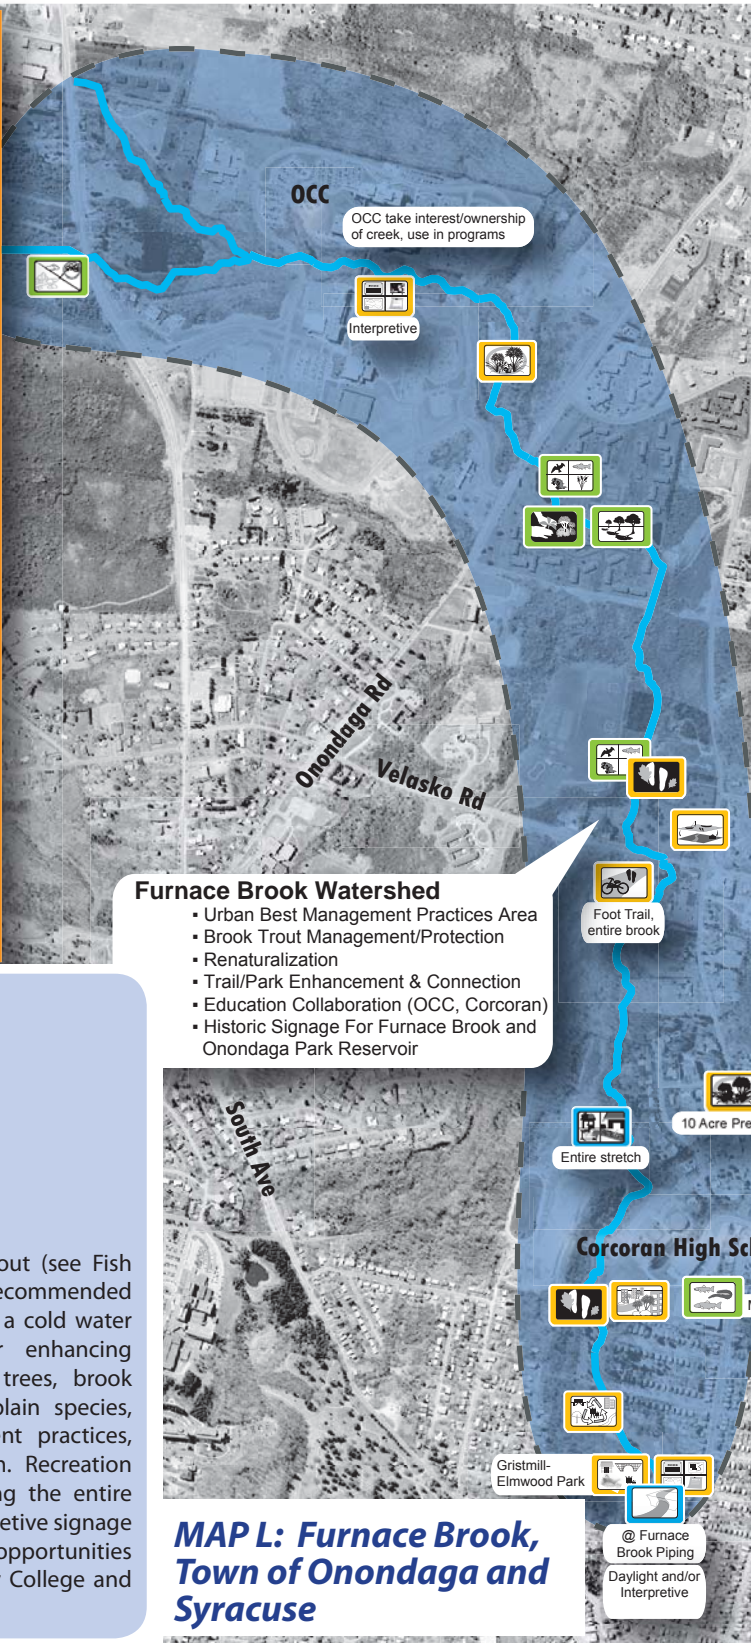 OCC
OCC take interest/ownership
of creek, use in programs
Interpretive
Onondaga Rd
Velasko Rd
Furnace Brook Watershed
▪ Urban Best Management Practices Area
▪ Brook Trout Management/Protection
▪ Renaturalization
▪ Trail/Park Enhancement & Connection
▪ Education Collaboration (OCC, Corcoran)
▪ Historic Signage For Furnace Brook and
Onondaga Park Reservoir
Foot Trail,
entire brook
South Ave
10 Acre Pre
Entire stretch
Corcoran High Sc
out (see Fish
ecommended
a cold water
r enhancing
trees, brook
plain species,
ent practices,
n. Recreation
ng the entire
retive signage
opportunities
College and
Gristmill-
Elmwood Park
@ Furnace
Brook Piping
Daylight and/or
Interpretive
MAP L: Furnace Brook,
Town of Onondaga and
Syracuse